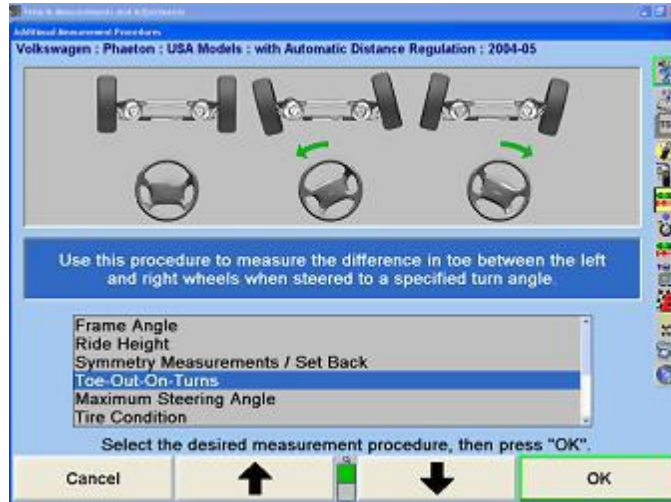 Additional Measurement Procedures
Volkswagen : Phaeton : USA Models : with Automatic Distance Regulation : 2004-05
Use this procedure to measure the difference in toe between the left
and right wheels when steered to a specified turn angle.
Frame Angle
Ride Height
Symmetry Measurements / Set Back
Toe-Out-On-Turns
Maximum Steering Angle
Tire Condition
Select the desired measurement procedure, then press "OK".
Cancel
OK